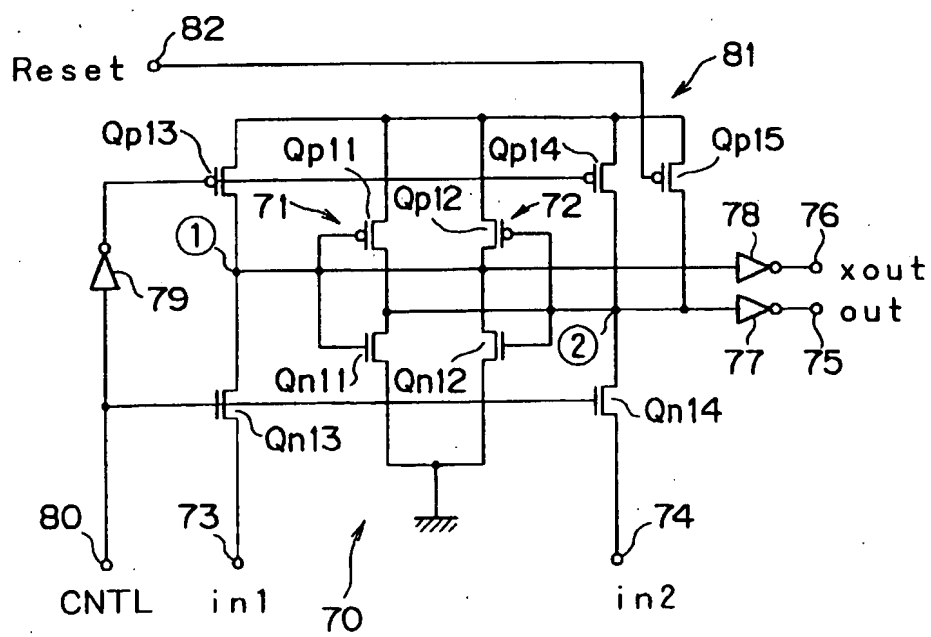 82
Reset
81
Qp13
Qp11
Qp14
Qp15
71
Qp12
72
78
76
①
xout
79
out
②
77
75
Qn11
Qn12
Qn13
Qn14
80
73
74
CNTL
in1
in2
70